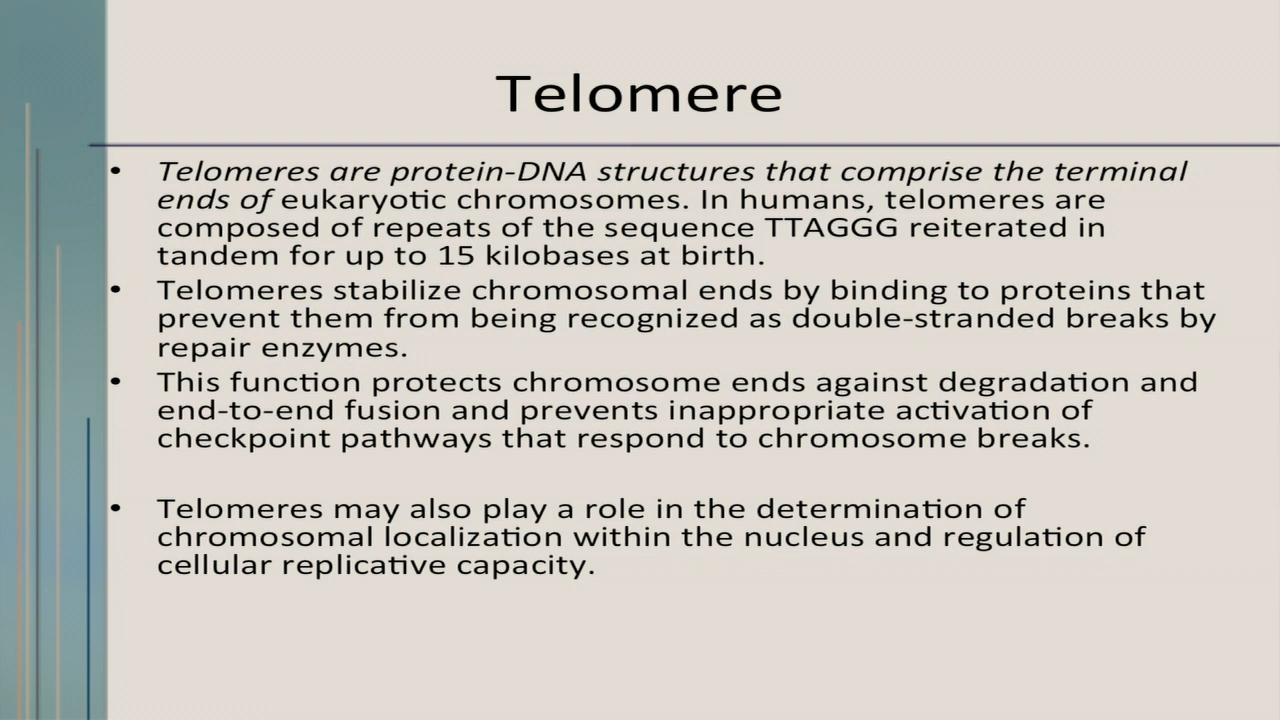 Telomere
• Telomeres are protein-DNA structures that comprise the terminal
ends of eukaryotic chromosomes. In humans, telomeres are
composed of repeats of the sequence TTAGGG reiterated in
tandem for up to 15 kilobases at birth.
• Telomeres stabilize chromosomal ends by binding to proteins that
prevent them from being recognized as double-stranded breaks by
repair enzymes.
• This function protects chromosome ends against degradation and
end-to-end fusion and prevents inappropriate activation of
checkpoint pathways that respond to chromosome breaks.
• Telomeres may also play a role in the determination of
chromosomal localization within the nucleus and regulation of
cellular replicative capacity.